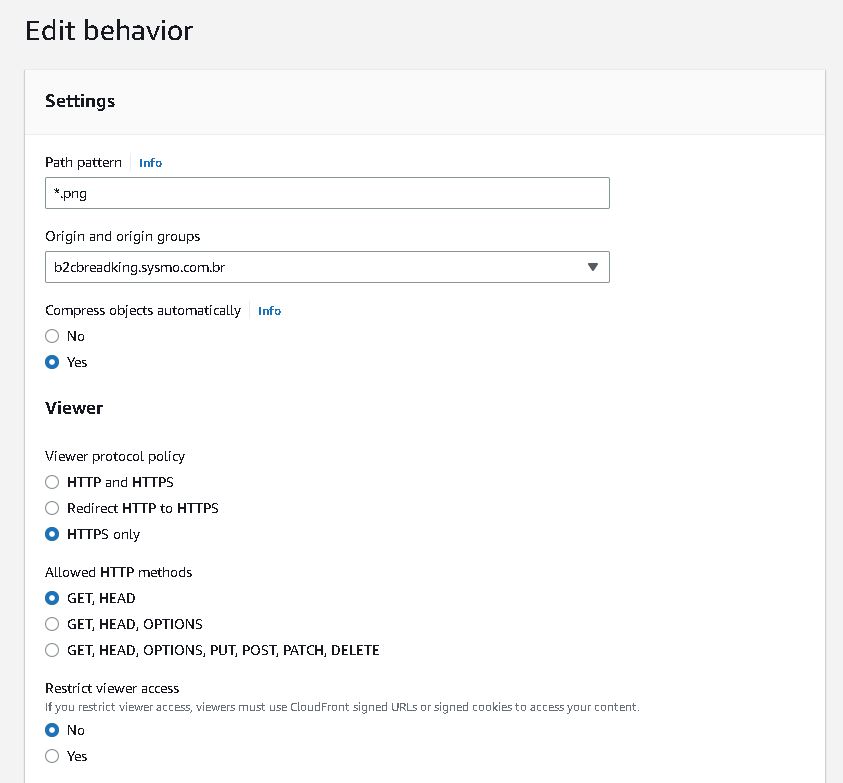 Edit behavior
Settings
Path pattern Info
*.png
Origin and origin groups
b2cbreadking.sysmo.com.br
Compress objects automatically Info
No
Yes
Viewer
Viewer protocol policy
HTTP and HTTPS
Redirect HTTP to HTTPS
HTTPS only
Allowed HTTP methods
GET, HEAD
GET, HEAD, OPTIONS
GET, HEAD, OPTIONS, PUT, POST, PATCH, DELETE
Restrict viewer access
If you restrict viewer access, viewers must use CloudFront signed URLs or signed cookies to access your content.
No
Yes